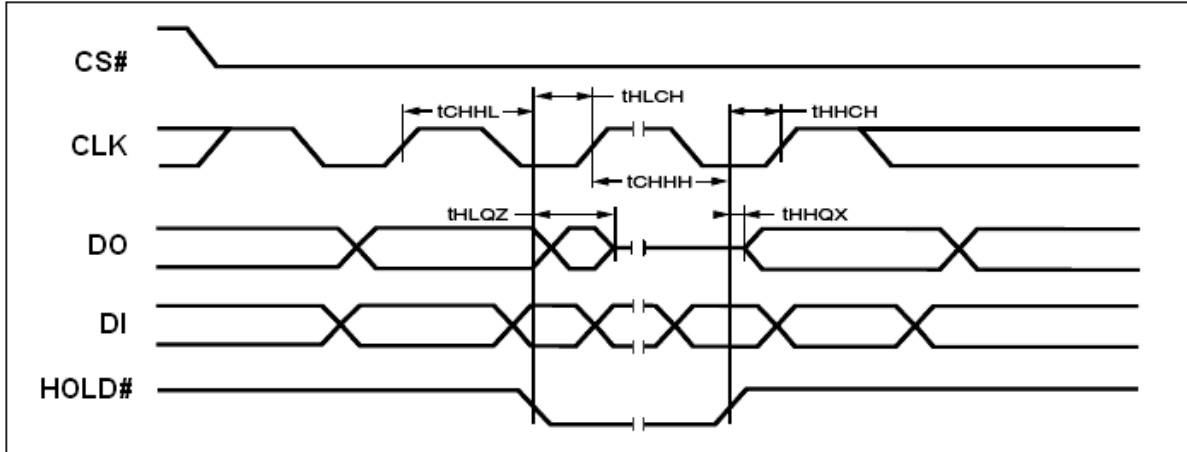 CS#
tHLCH
tCHHL
tHHCH
CLK
tCHHH
tHLQZ
tHHQX
DO
DI
HOLD#